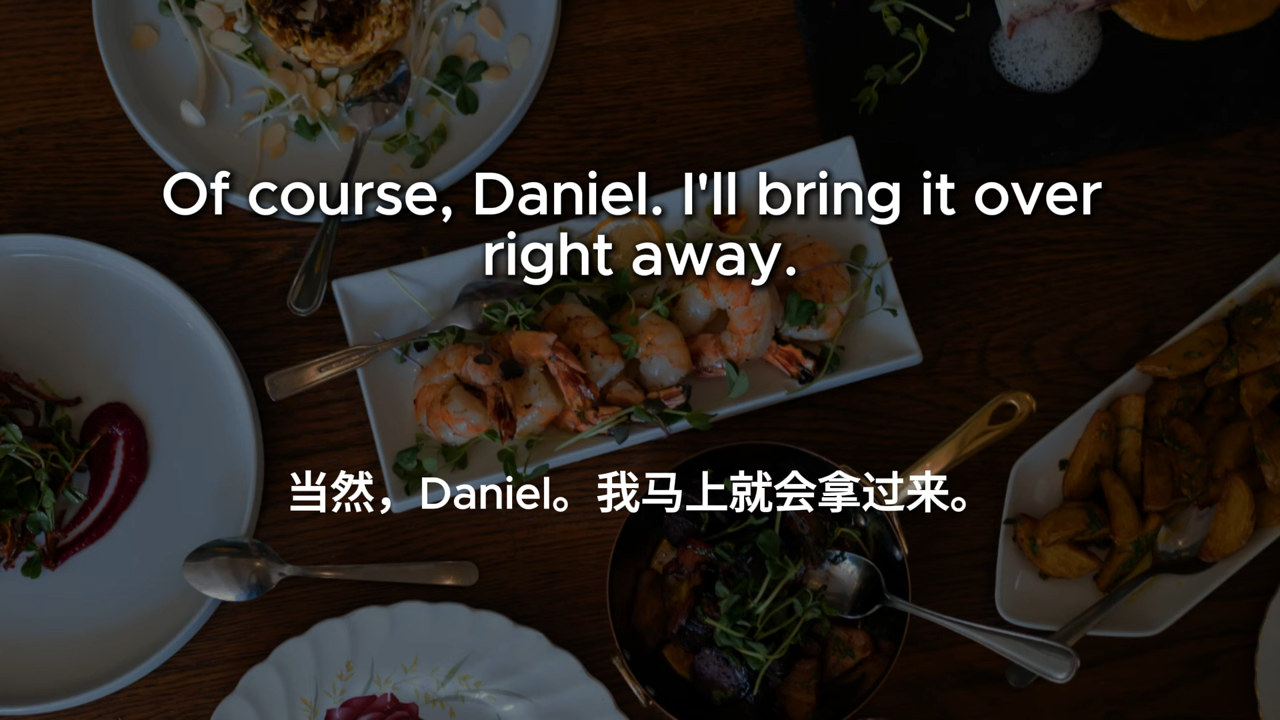 Of course, Daniel. I'll bring it over
right away.
当然，Daniel。我马上就会拿过来。